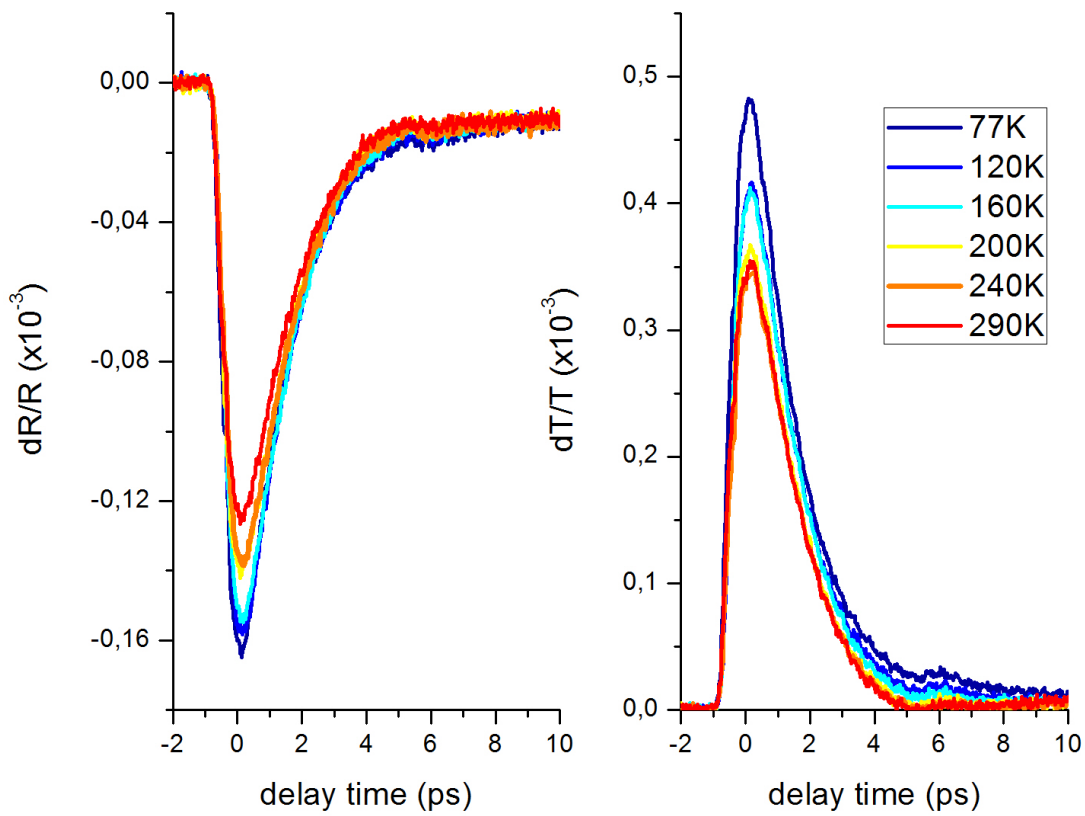 0,00
-0,04
-0,08
-0,12
-0,16
dR/R (x10⁻³)
-2 0 2 4 6 8 10
delay time (ps)
0,5
0,4
0,3
0,2
0,1
0,0
dT/T (x10⁻³)
-2 0 2 4 6 8 10
delay time (ps)
77K
120K
160K
200K
240K
290K